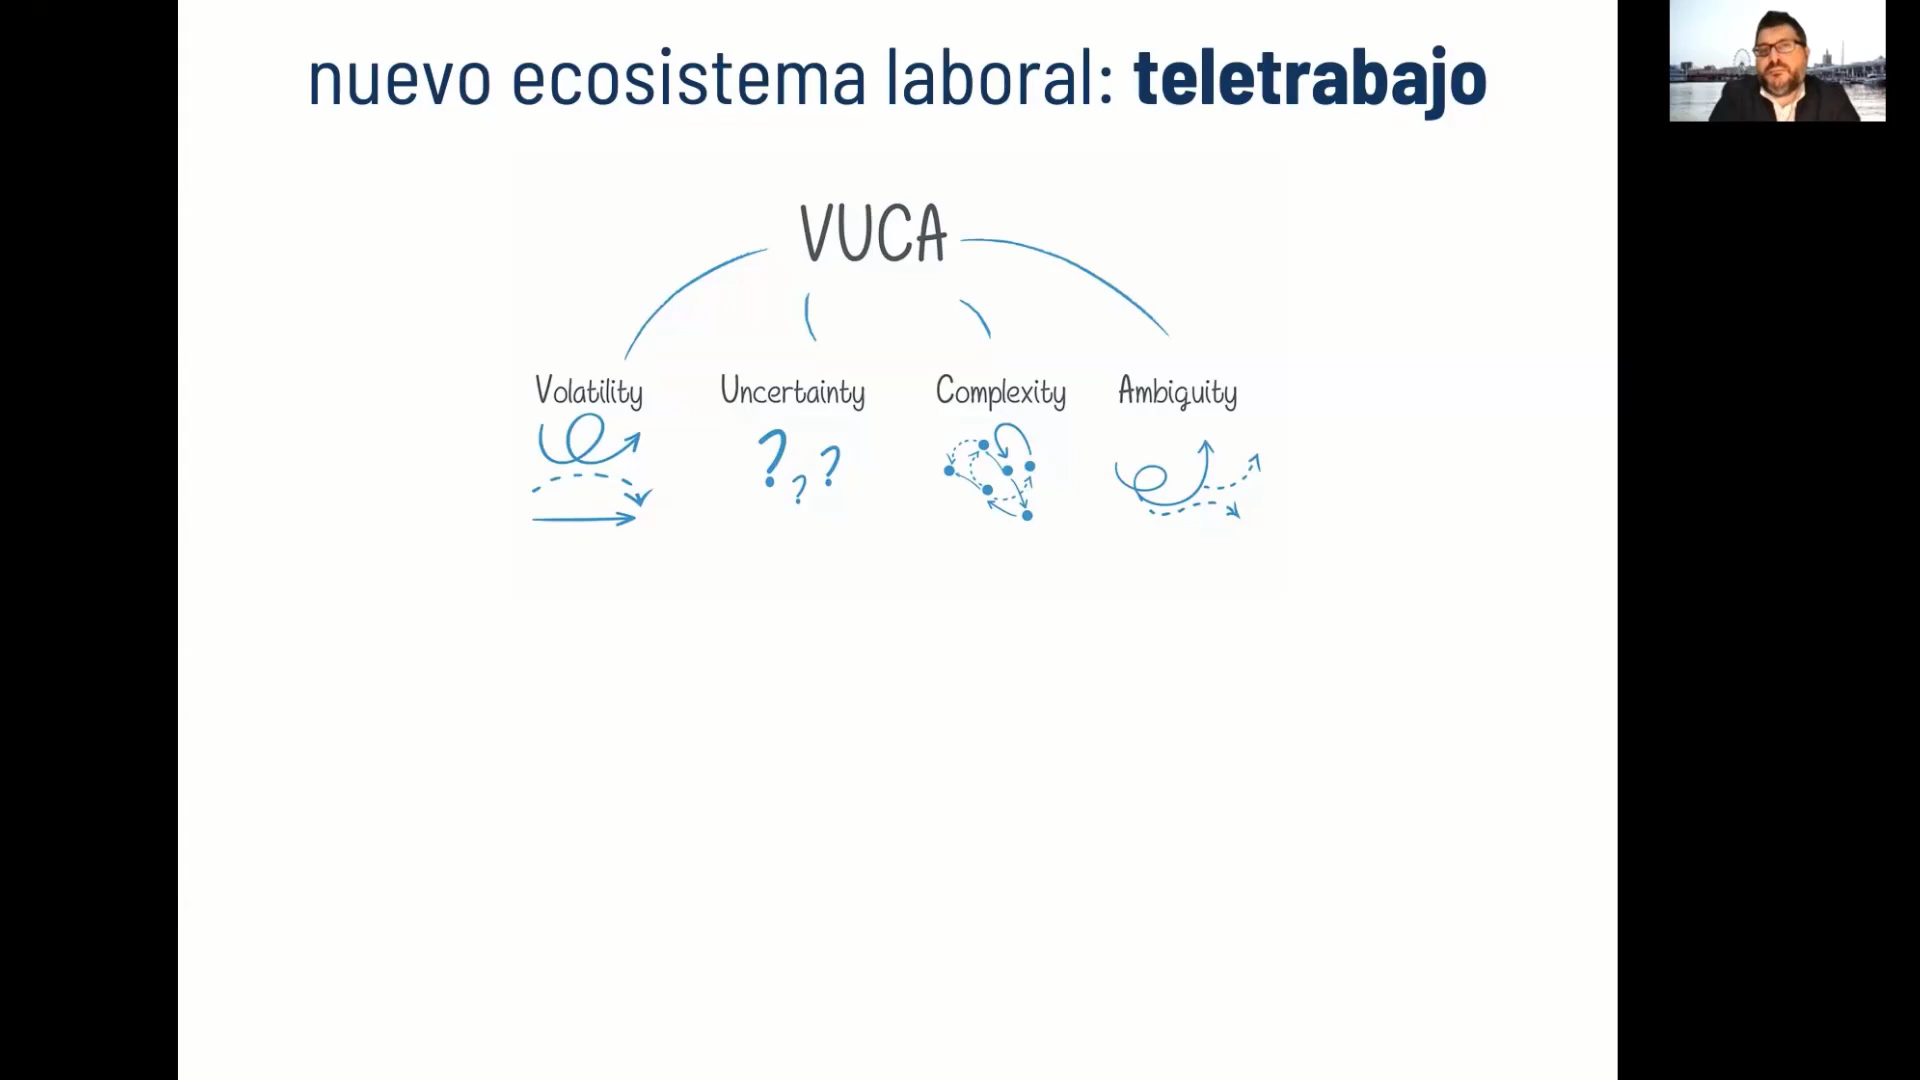 nuevo ecosistema laboral: teletrabajo
VUCA
Volatility Uncertainty Complexity Ambiguity
? ? ?